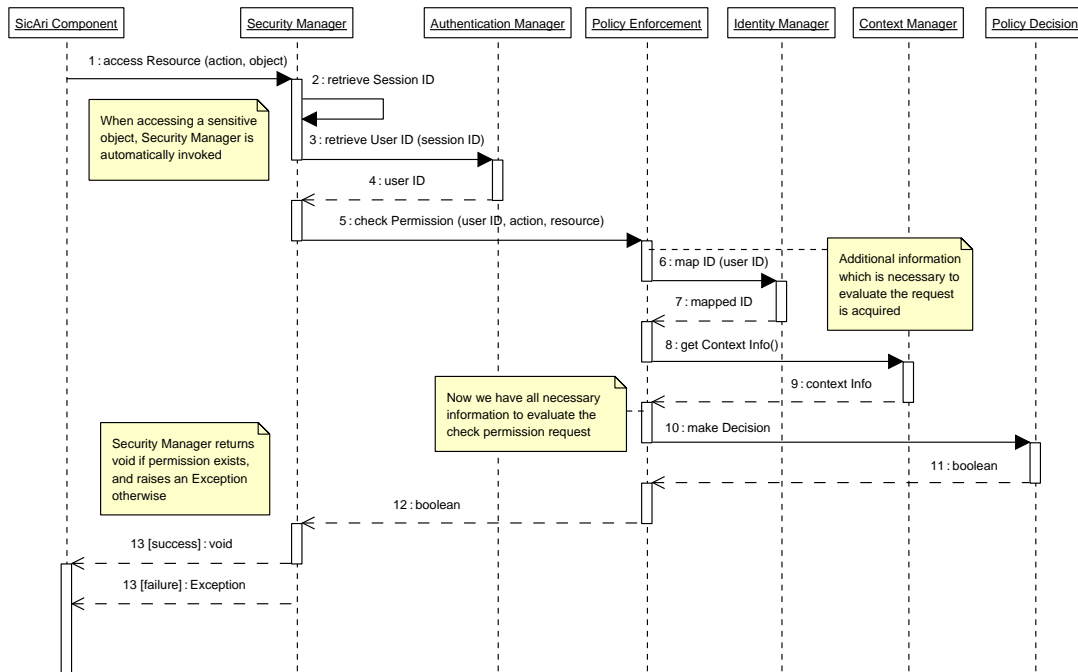 SicAri Component
Security Manager
Authentication Manager
Policy Enforcement
Identity Manager
Context Manager
Policy Decision
1 : access Resource (action, object)
2 : retrieve Session ID
When accessing a sensitive
object, Security Manager is
automatically invoked
3 : retrieve User ID (session ID)
4 : user ID
5 : check Permission (user ID, action, resource)
6 : map ID (user ID)
Additional information
which is necessary to
evaluate the request
is acquired
7 : mapped ID
8 : get Context Info()
9 : context Info
Now we have all necessary
information to evaluate the
check permission request
10 : make Decision
Security Manager returns
void if permission exists,
and raises an Exception
otherwise
11 : boolean
12 : boolean
13 [success] : void
13 [failure] : Exception